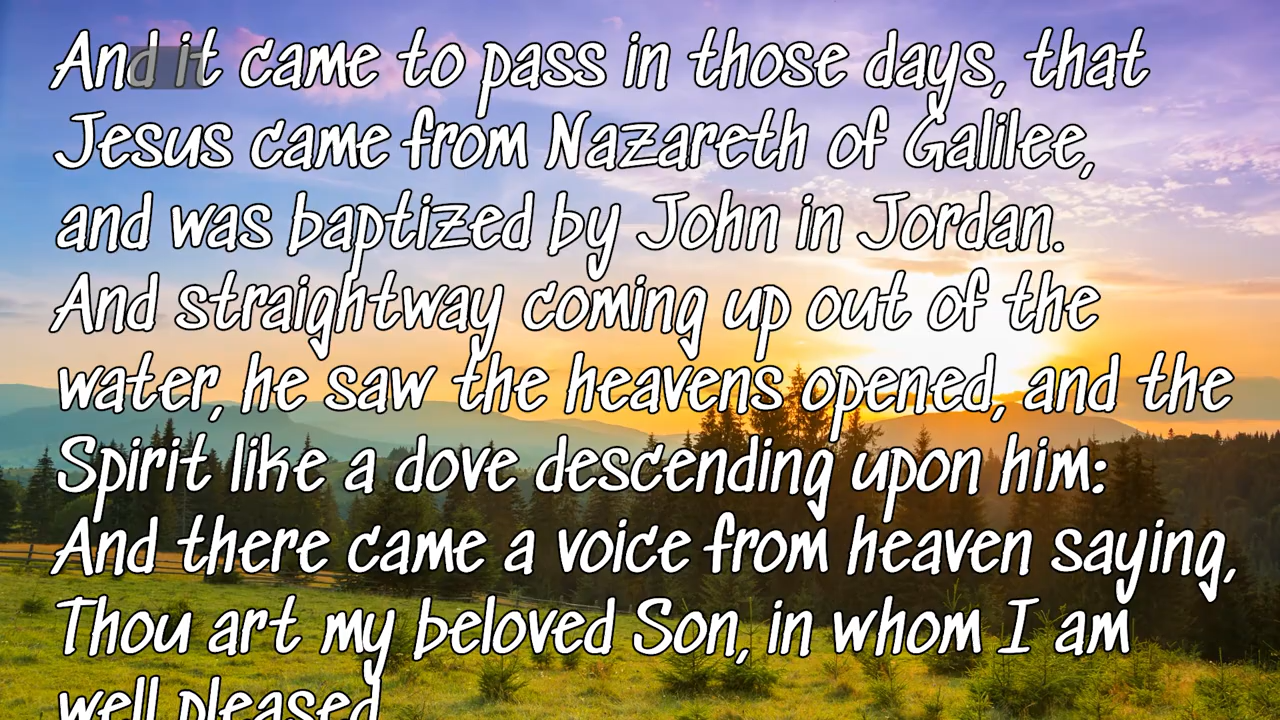 And it came to pass in those days, that
Jesus came from Nazareth of Galilee,
and was baptized by John in Jordan.
And straightway coming up out of the
water, he saw the heavens opened, and the
Spirit like a dove descending upon him:
And there came a voice from heaven saying,
Thou art my beloved Son, in whom I am
well pleased